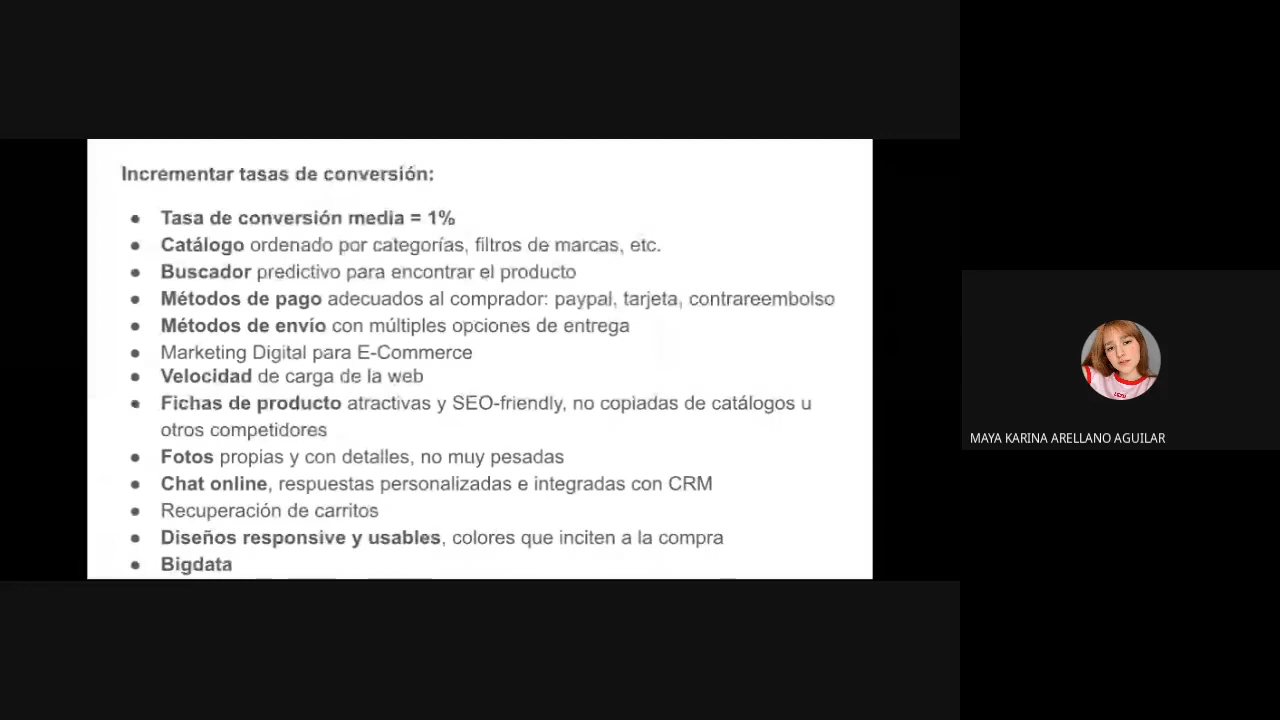 Incrementar tasas de conversión:
● Tasa de conversión media = 1%
● Catálogo ordenado por categorías, filtros de marcas, etc.
● Buscador predictivo para encontrar el producto
● Métodos de pago adecuados al comprador: paypal, tarjeta, contrareembolso
● Métodos de envío con múltiples opciones de entrega
● Marketing Digital para E-Commerce
● Velocidad de carga de la web
● Fichas de producto atractivas y SEO-friendly, no copiadas de catálogos u
otros competidores
● Fotos propias y con detalles, no muy pesadas
● Chat online, respuestas personalizadas e integradas con CRM
● Recuperación de carritos
● Diseños responsive y usables, colores que inciten a la compra
● Bigdata
MAYA KARINA ARELLANO AGUILAR